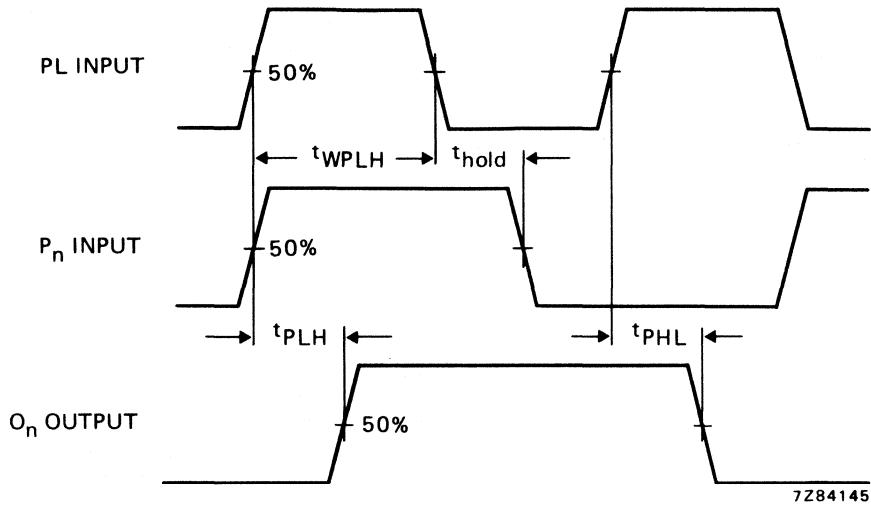 PL INPUT
50%
tWPLH
thold
Pn INPUT
50%
tPLH
tPHL
On OUTPUT
50%
7Z84145